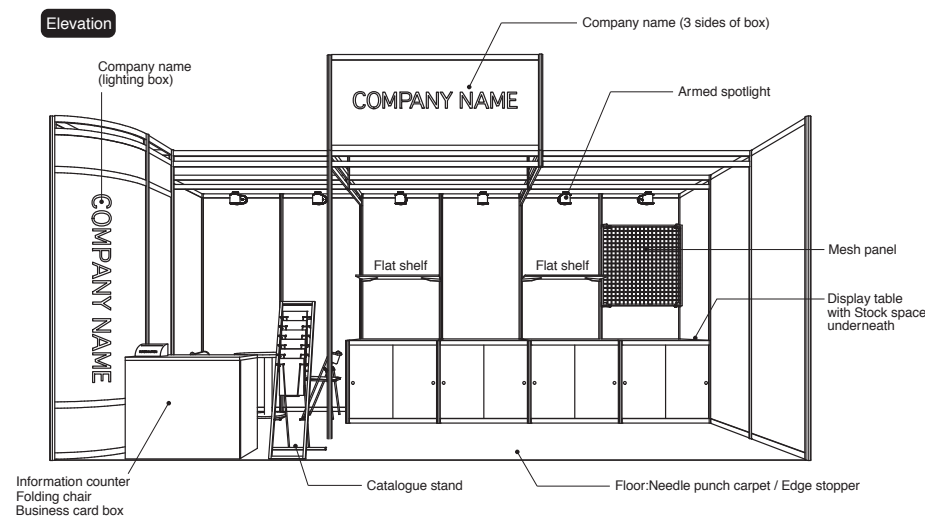 Elevation
Company name (3 sides of box)
Company name
(lighting box)
COMPANY NAME
Armed spotlight
COMPANY NAME
Flat shelf
Flat shelf
Mesh panel
Display table
with Stock space
underneath
Information counter
Folding chair
Business card box
Catalogue stand
Floor:Needle punch carpet / Edge stopper